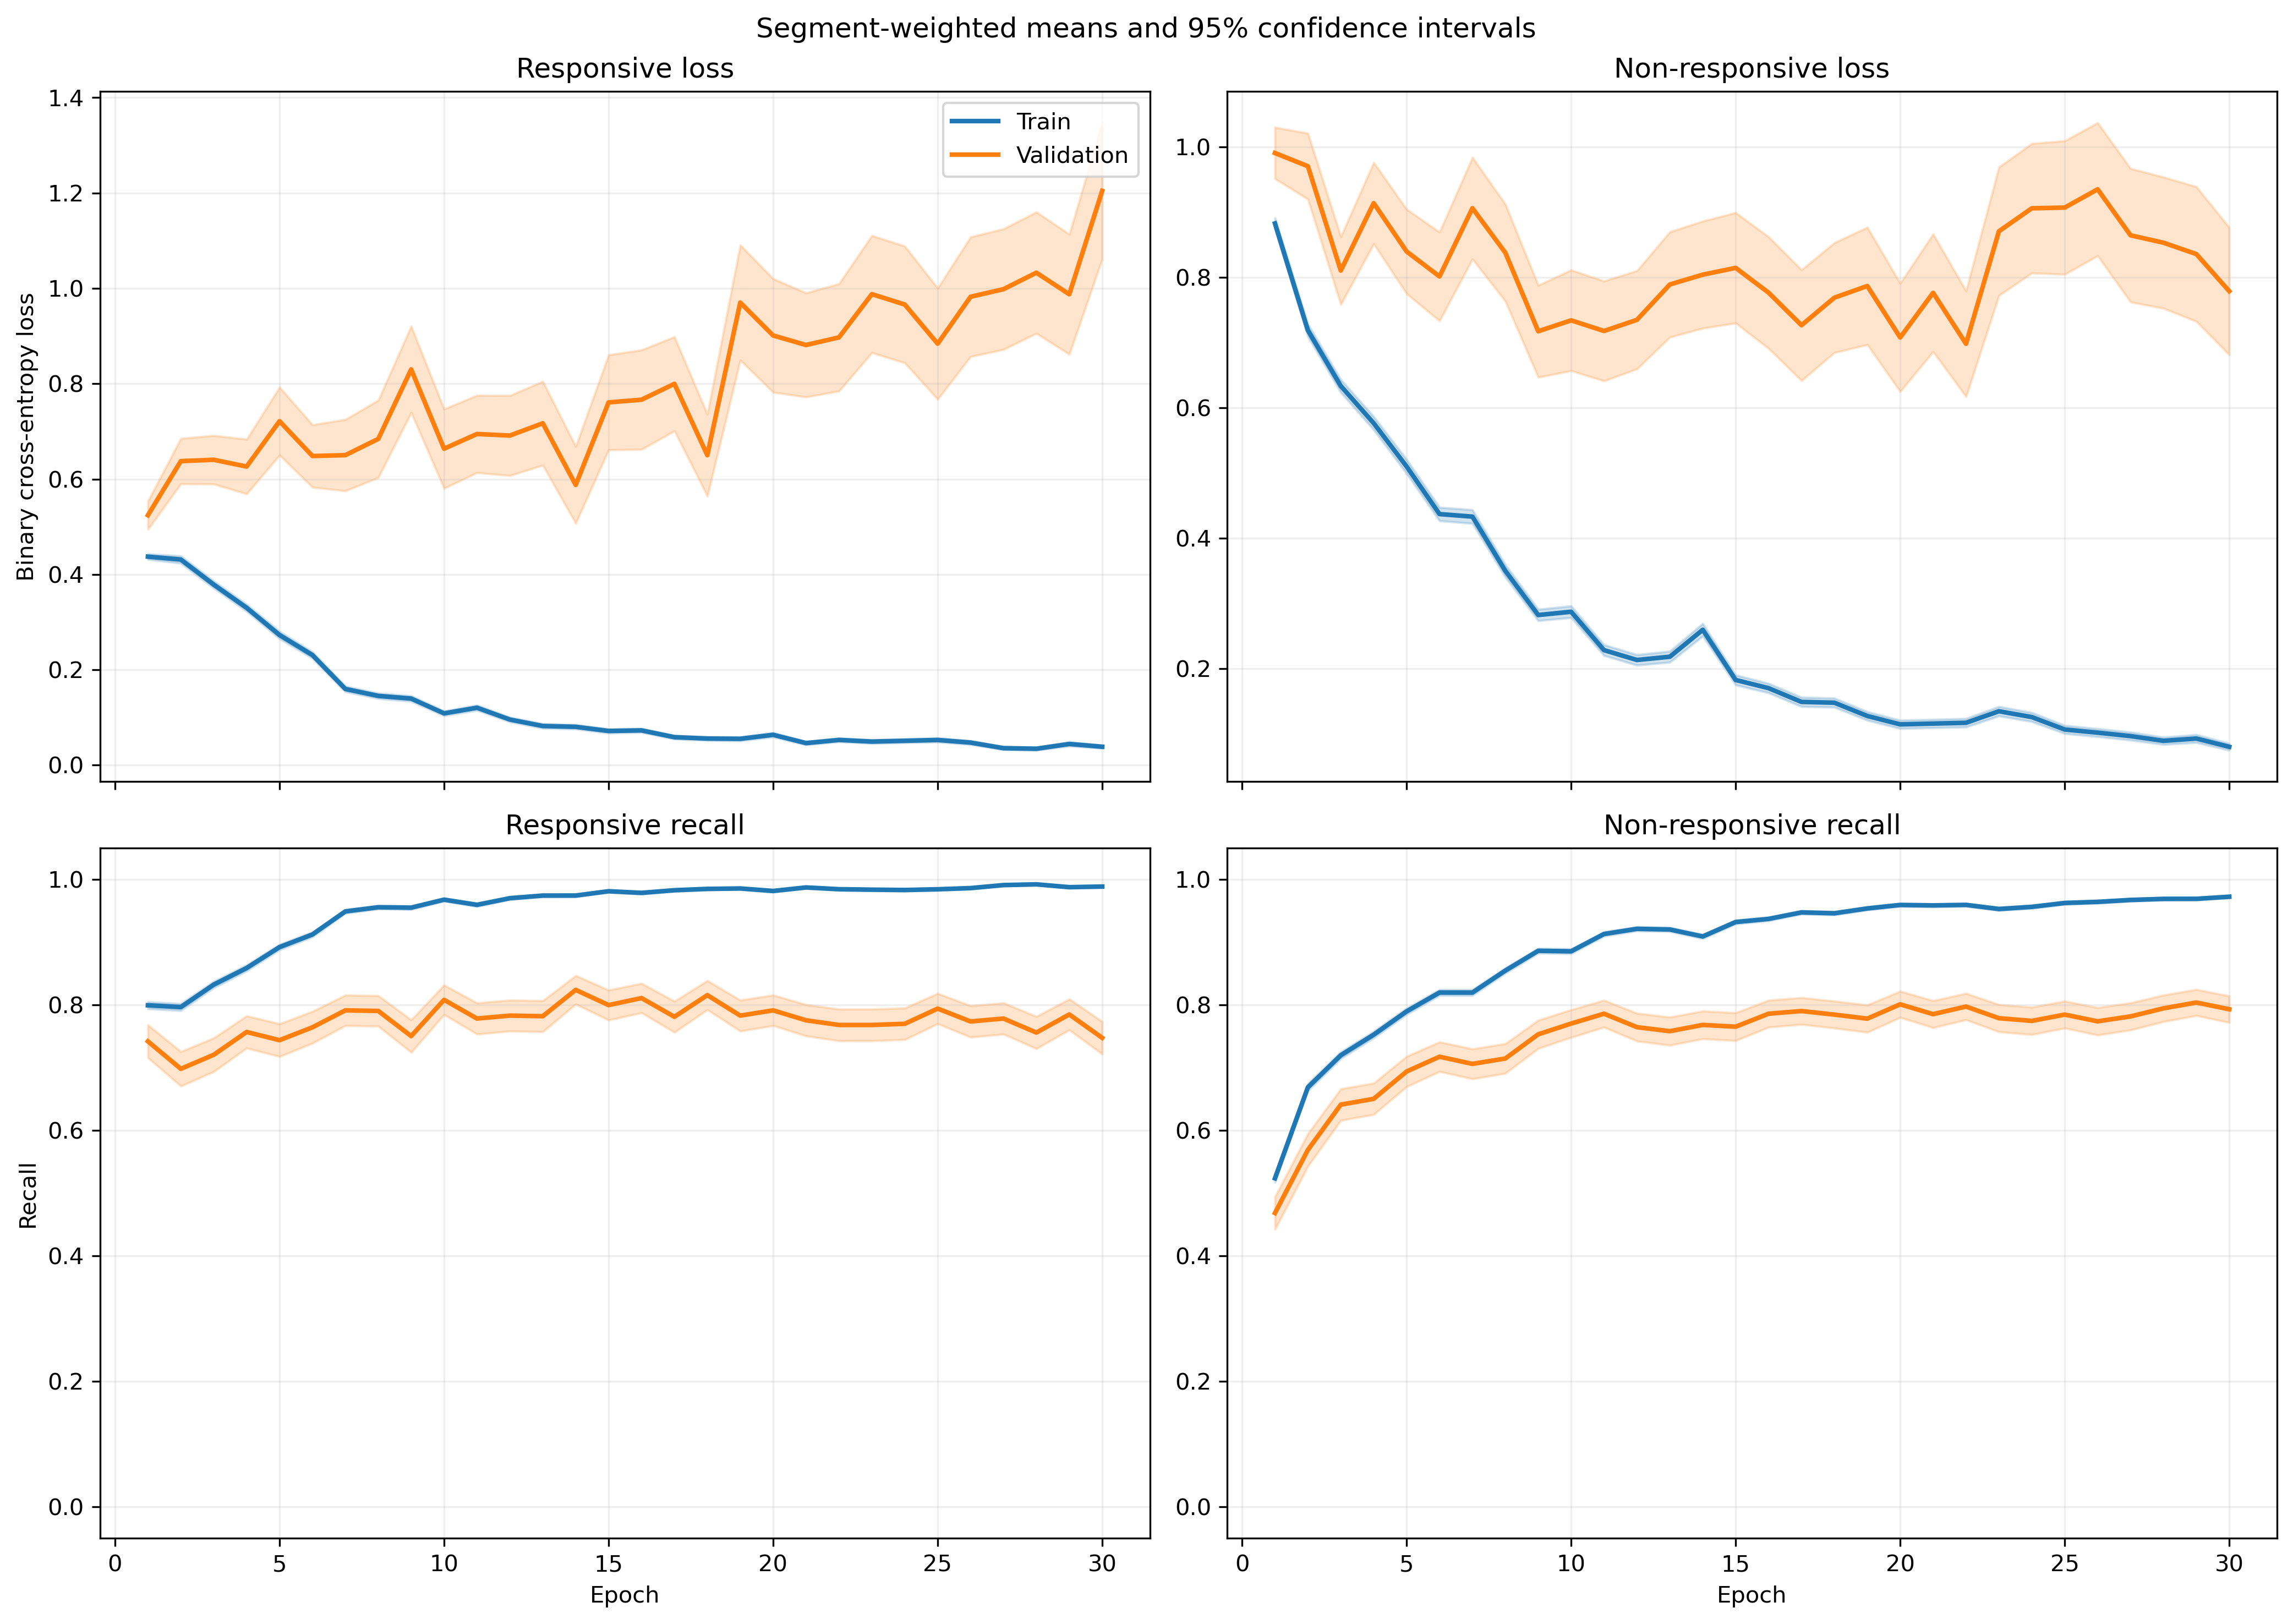 Segment-weighted means and 95% confidence intervals
Responsive loss
Non-responsive loss
Train
Validation
Binary cross-entropy loss
1.4
1.2
1.0
0.8
0.6
0.4
0.2
0.0
1.0
0.8
0.6
0.4
0.2
Responsive recall
Non-responsive recall
Recall
1.0
0.8
0.6
0.4
0.2
0.0
0 5 10 15 20 25 30
Epoch
1.0
0.8
0.6
0.4
0.2
0.0
0 5 10 15 20 25 30
Epoch